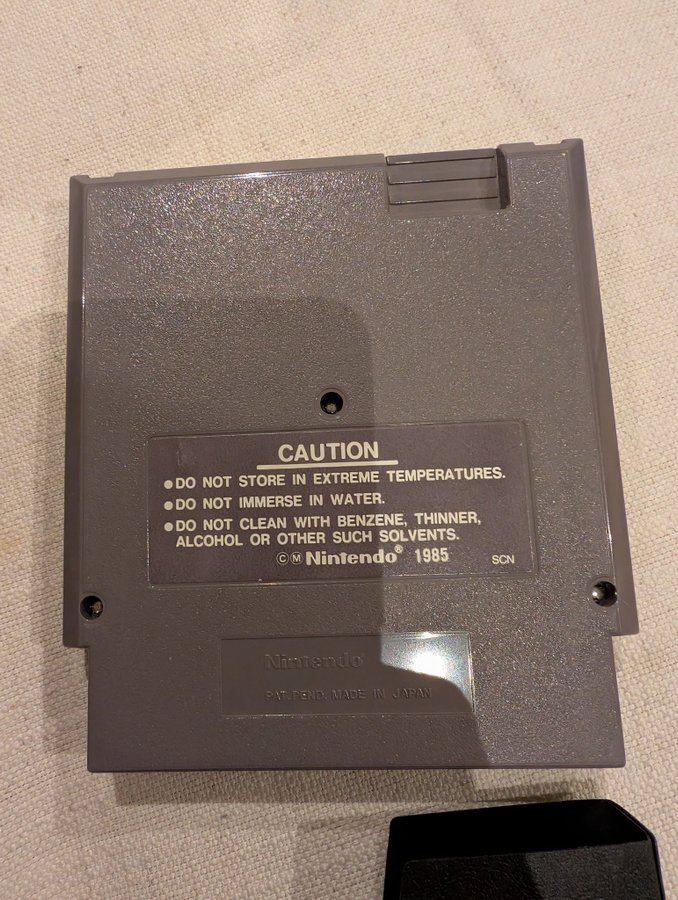 CAUTION
●DO NOT STORE IN EXTREME TEMPERATURES.
●DO NOT IMMERSE IN WATER.
●DO NOT CLEAN WITH BENZENE, THINNER,
ALCOHOL OR OTHER SUCH SOLVENTS.
©Ⓜ Nintendo® 1985 SCN
Nintendo
PAT. PEND. MADE IN JAPAN